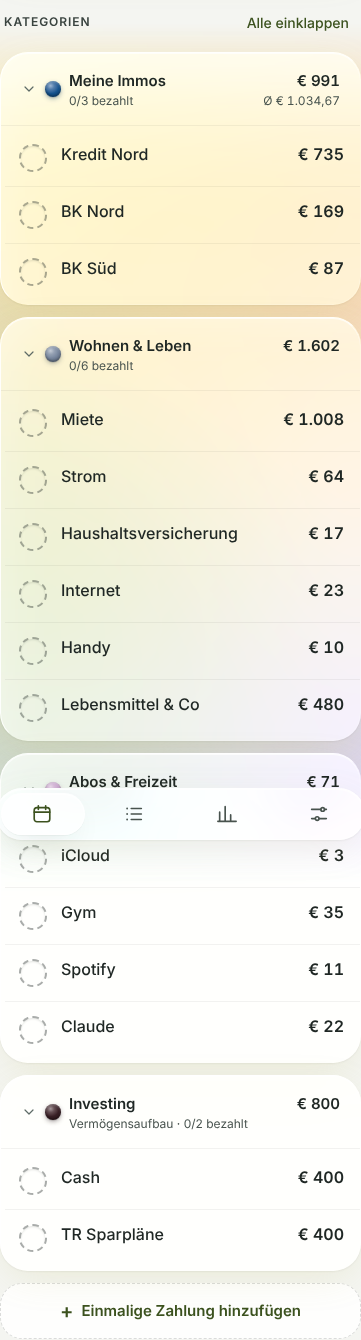 KATEGORIEN
Alle einklappen
Meine Immos € 991
0/3 bezahlt Ø € 1.034,67
Kredit Nord € 735
BK Nord € 169
BK Süd € 87
Wohnen & Leben € 1.602
0/6 bezahlt
Miete € 1.008
Strom € 64
Haushaltsversicherung € 17
Internet € 23
Handy € 10
Lebensmittel & Co € 480
Abos & Freizeit € 71
iCloud € 3
Gym € 35
Spotify € 11
Claude € 22
Investing € 800
Vermögensaufbau · 0/2 bezahlt
Cash € 400
TR Sparpläne € 400
+ Einmalige Zahlung hinzufügen